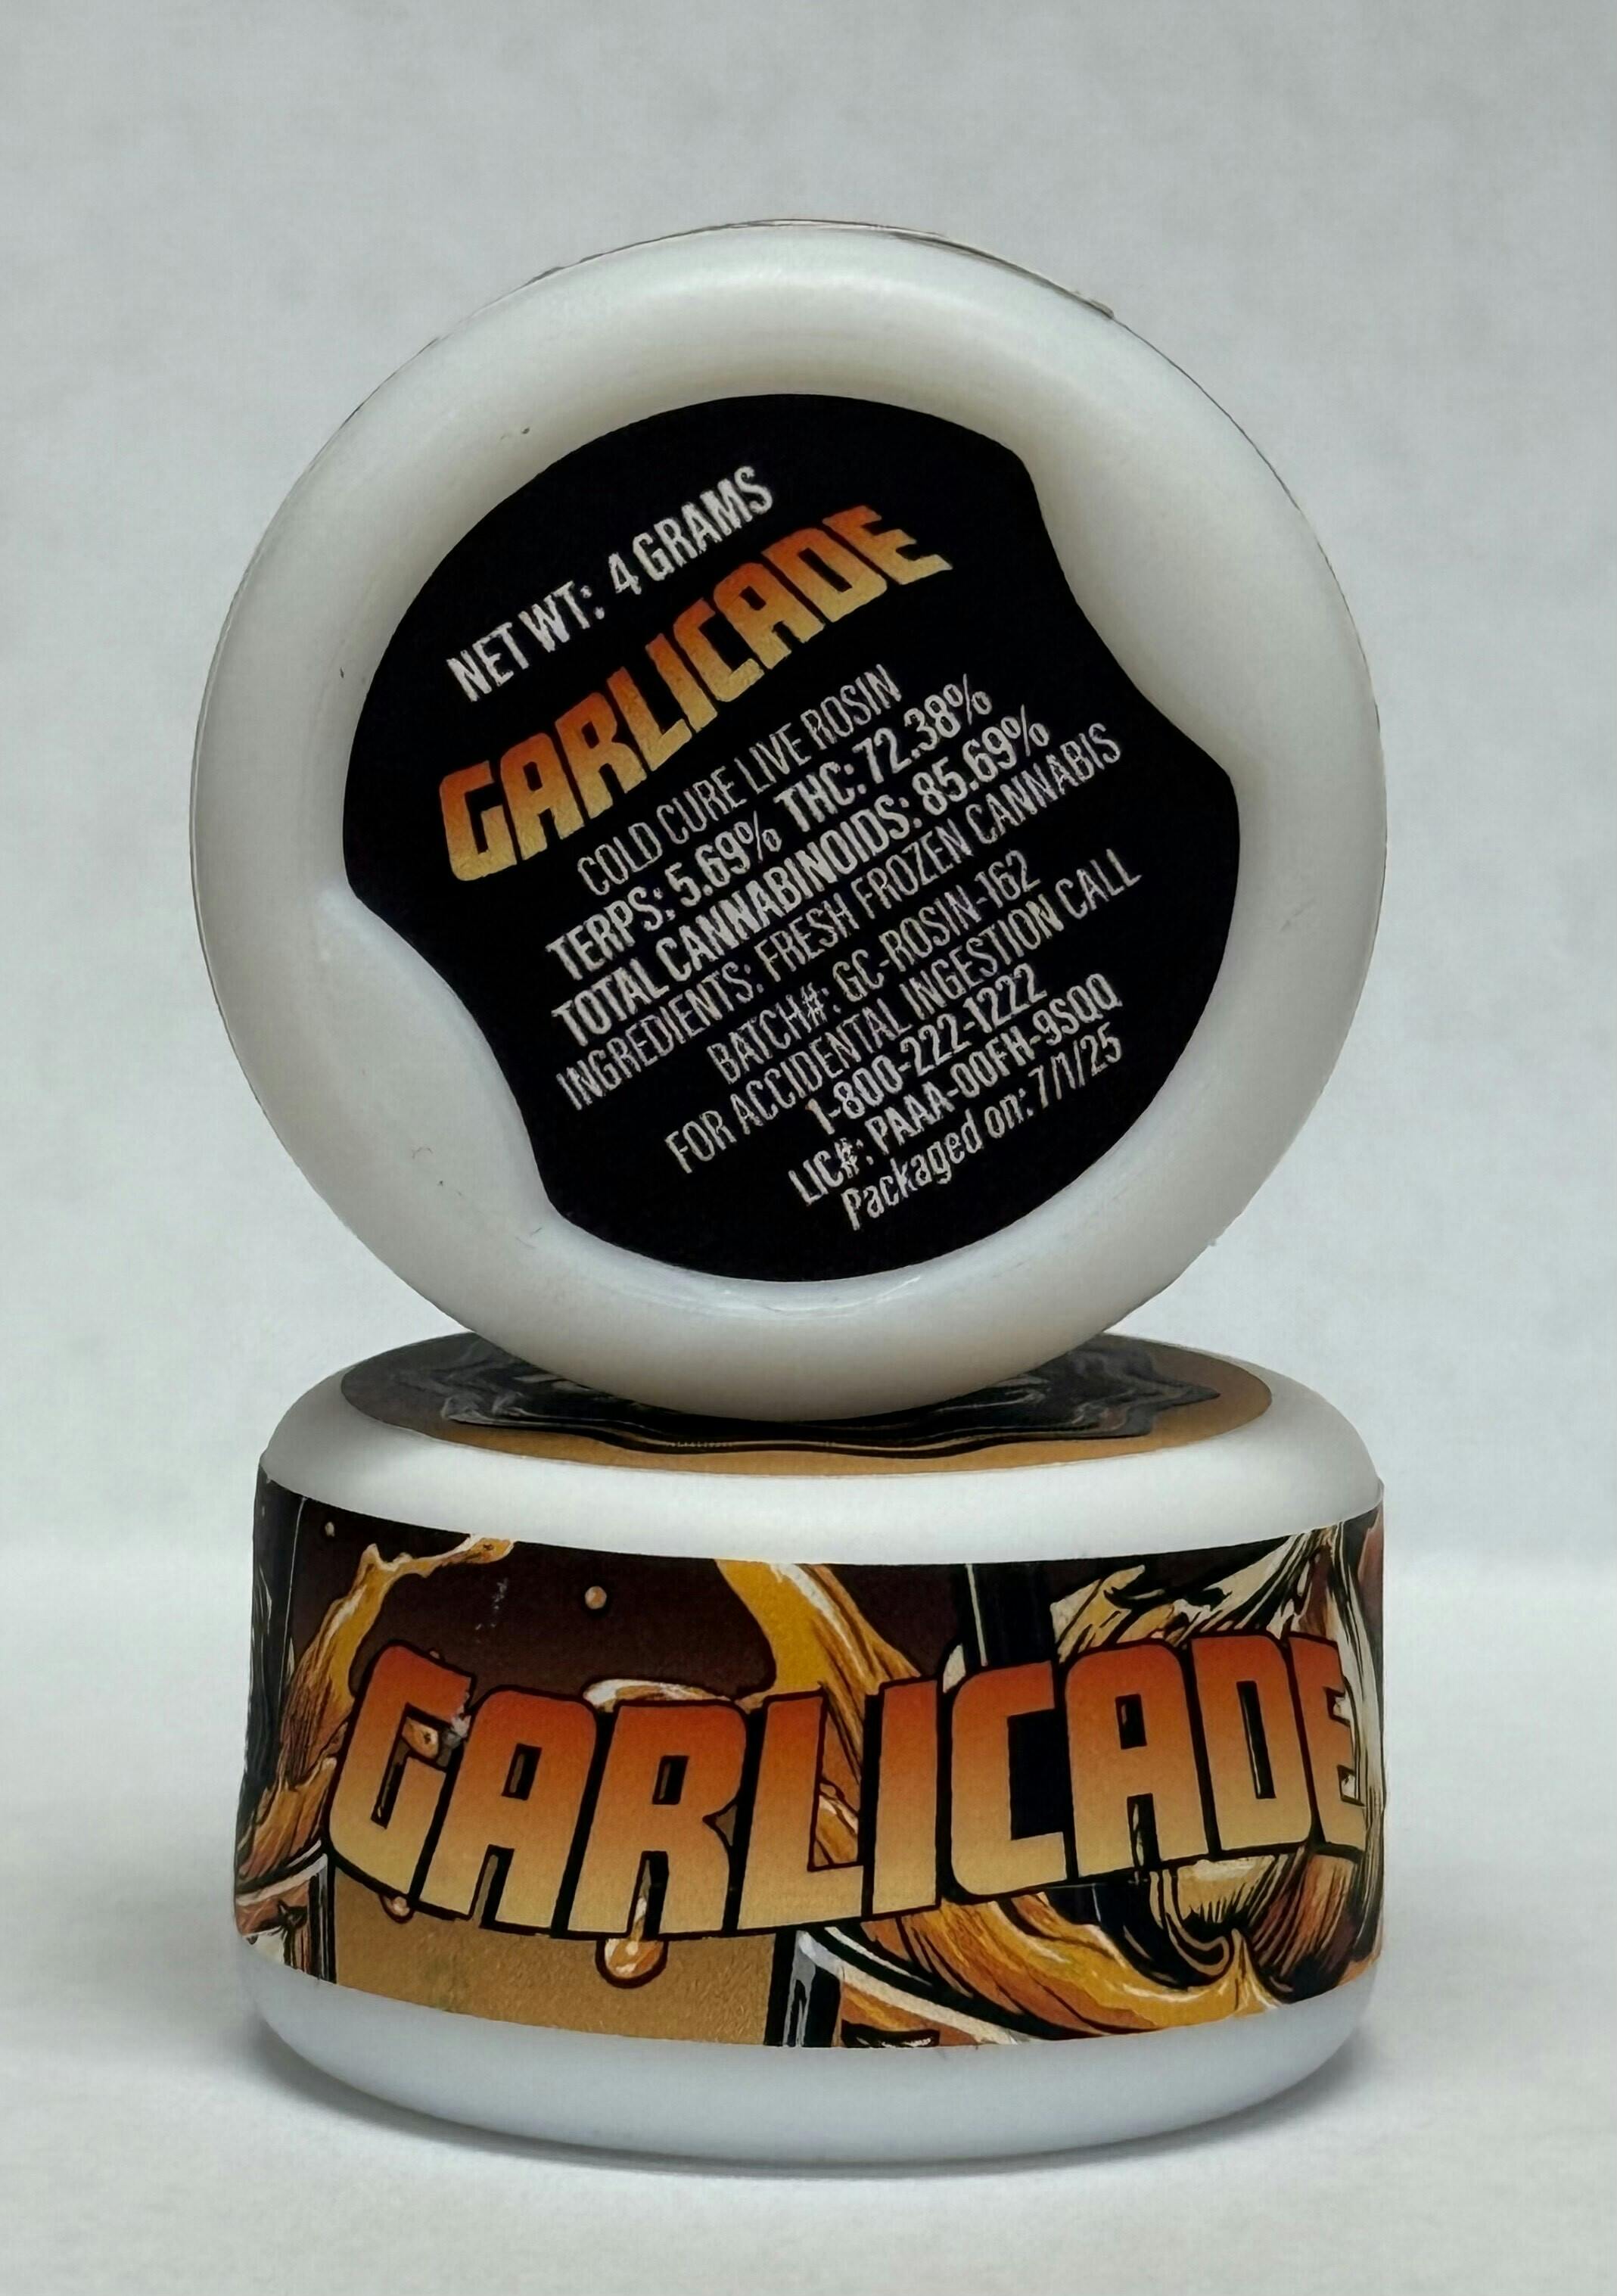 NET WT: 4 GRAMS
GARLICADE
COLD CURE LIVE ROSIN
TERPS: 5.69% THC: 72.38%
TOTAL CANNABINOIDS: 85.69%
INGREDIENTS: FRESH FROZEN CANNABIS
BATCH#: GC-ROSIN-162
FOR ACCIDENTAL INGESTION CALL
1-800-222-1222
LIC#: PAAA-00FH-9SQQ
Packaged on: 7/1/25
GARLICADE